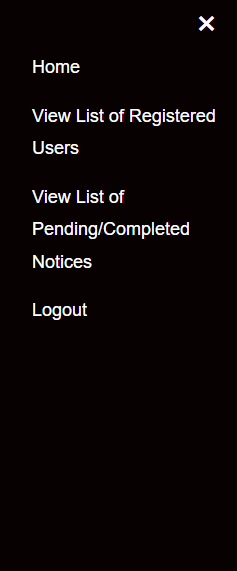 Home
View List of Registered
Users
View List of
Pending/Completed
Notices
Logout